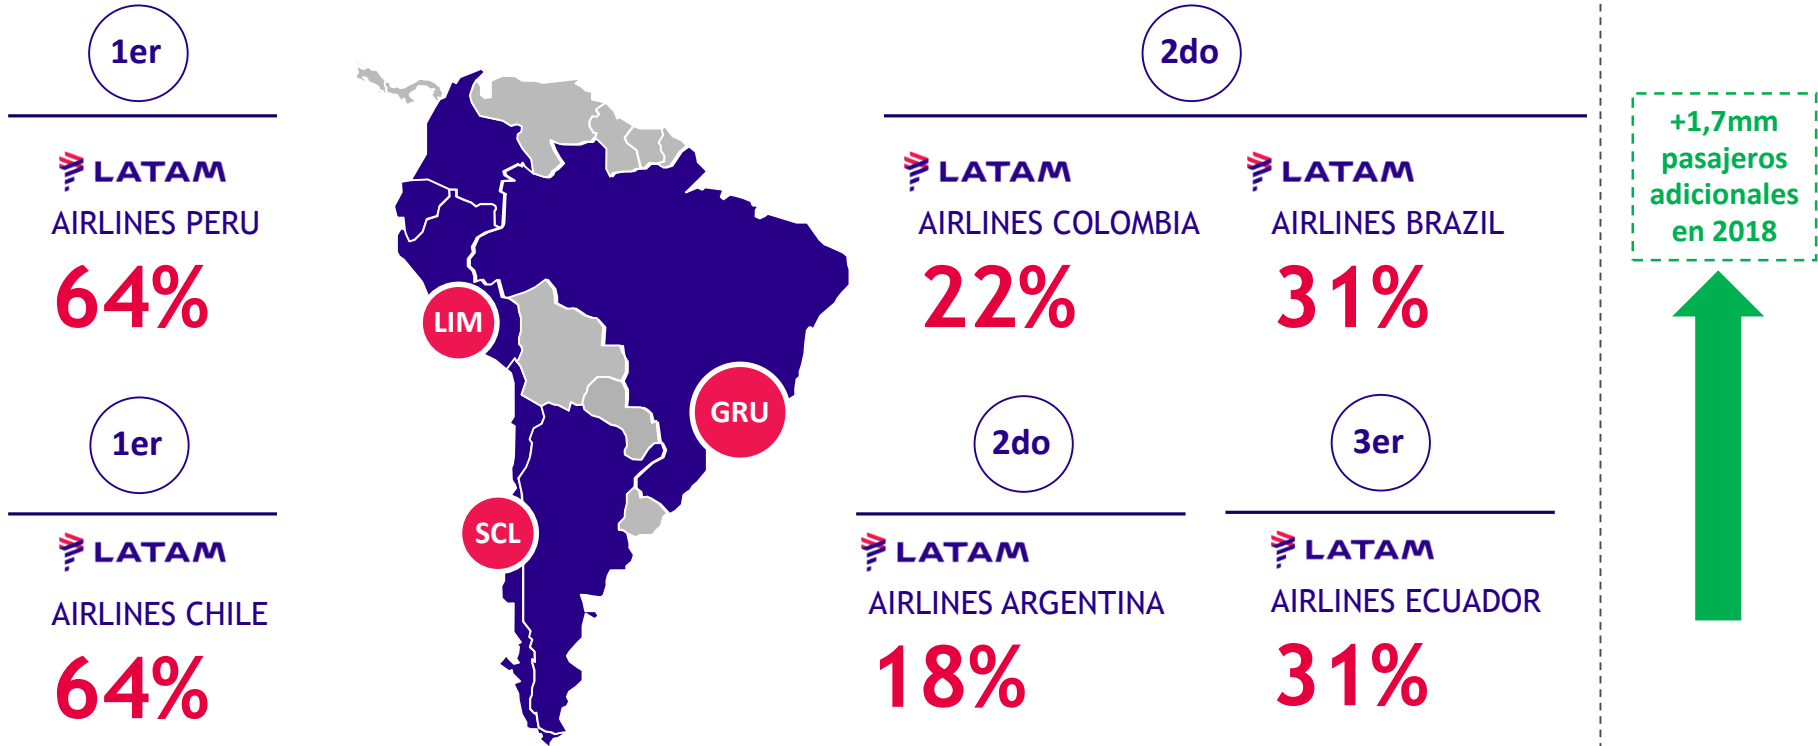 1er
LATAM
AIRLINES PERU
64%
1er
LATAM
AIRLINES CHILE
64%
LIM
GRU
SCL
2do
LATAM
AIRLINES COLOMBIA
22%
LATAM
AIRLINES BRAZIL
31%
2do
LATAM
AIRLINES ARGENTINA
18%
3er
LATAM
AIRLINES ECUADOR
31%
+1,7mm
pasajeros
adicionales
en 2018